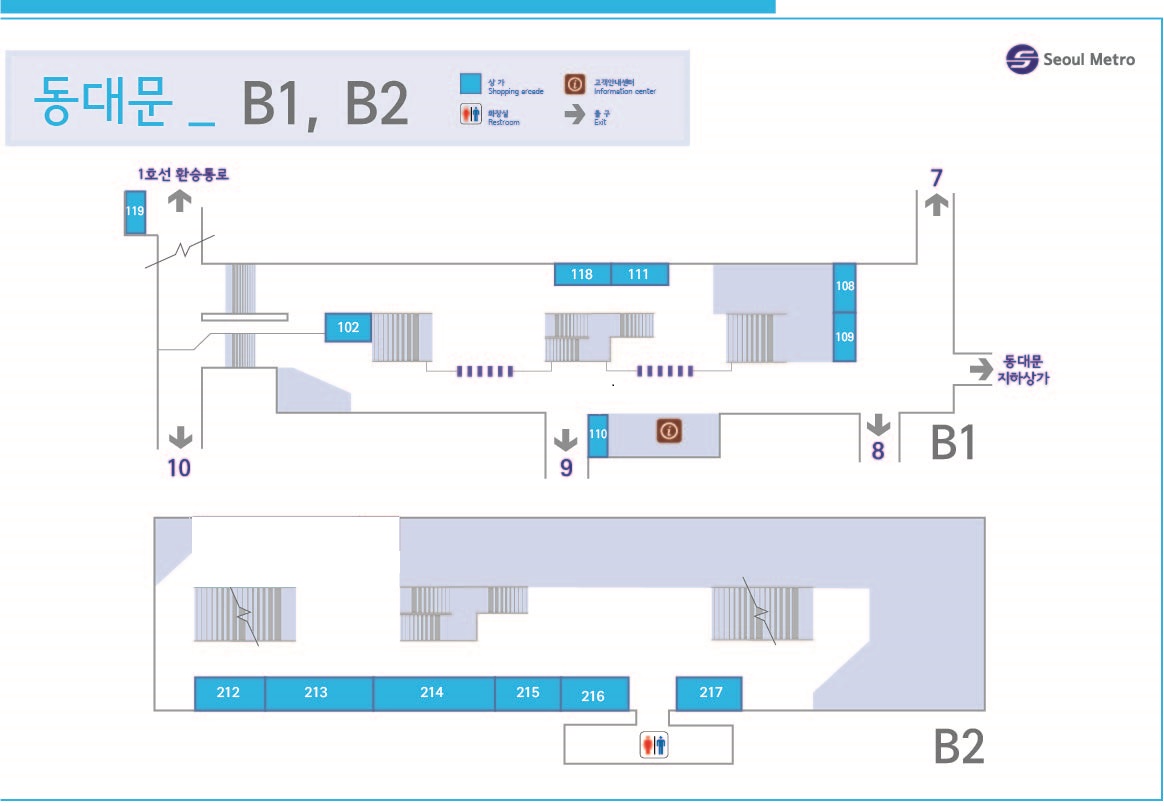 Seoul Metro
동대문 _ B1, B2
상 가
Shopping arcade
고객안내센터
Information center
화장실
Restroom
출 구
Exit
1호선 환승통로
7
119
118
111
108
102
109
동대문
지하상가
110
10
9
8
B1
212
213
214
215
216
217
B2